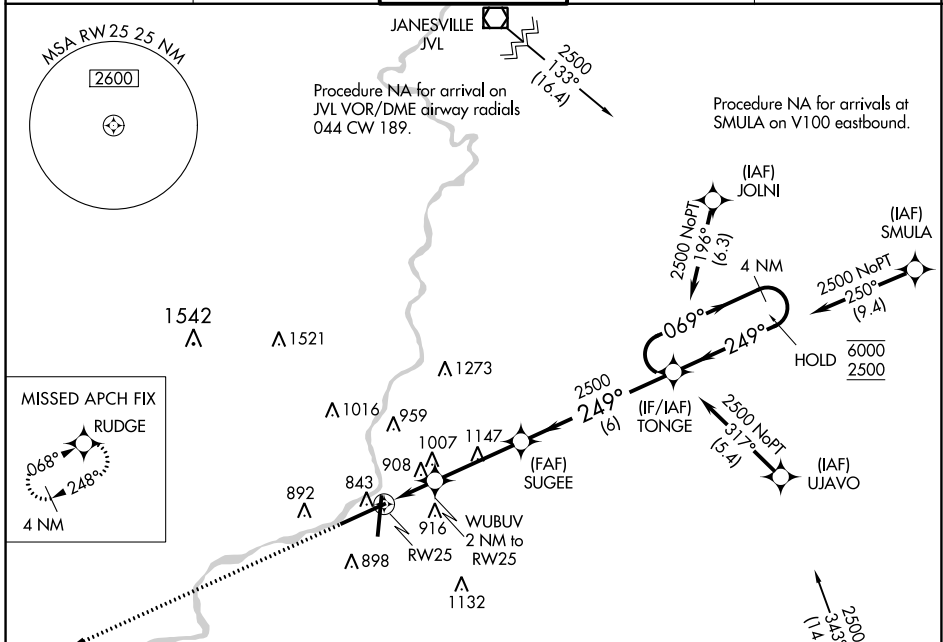 JANESVILLE
JVL
2500
133°
(16.4)
MSA RW25 25 NM
2600
Procedure NA for arrival on
JVL VOR/DME airway radials
044 CW 189.
Procedure NA for arrivals at
SMULA on V100 eastbound.
(IAF)
JOLNI
2500 NoPT
196°
(6.3)
(IAF)
SMULA
2500 NoPT
250°
(9.4)
4 NM
069°
249°
HOLD
6000
2500
1542
1521
1273
1016
959
2500
249°
(6)
(IF/IAF)
TONGE
2500 NoPT
317°
(5.4)
(IAF)
UJAVO
MISSED APCH FIX
RUDGE
068°
248°
4 NM
1007
1147
908
(FAF)
SUGEE
892
843
916
WUBUV
2 NM to
RW25
RW25
898
1132
2500
343°
(14.